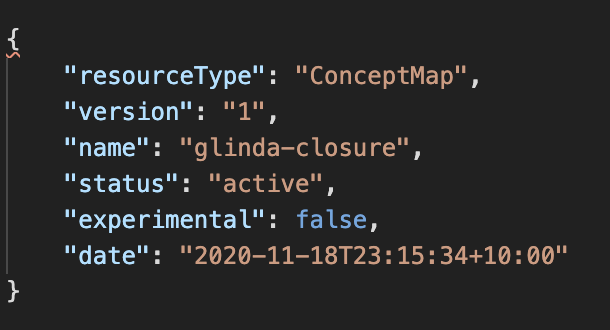 {
"resourceType": "ConceptMap",
"version": "1",
"name": "glinda-closure",
"status": "active",
"experimental": false,
"date": "2020-11-18T23:15:34+10:00"
}